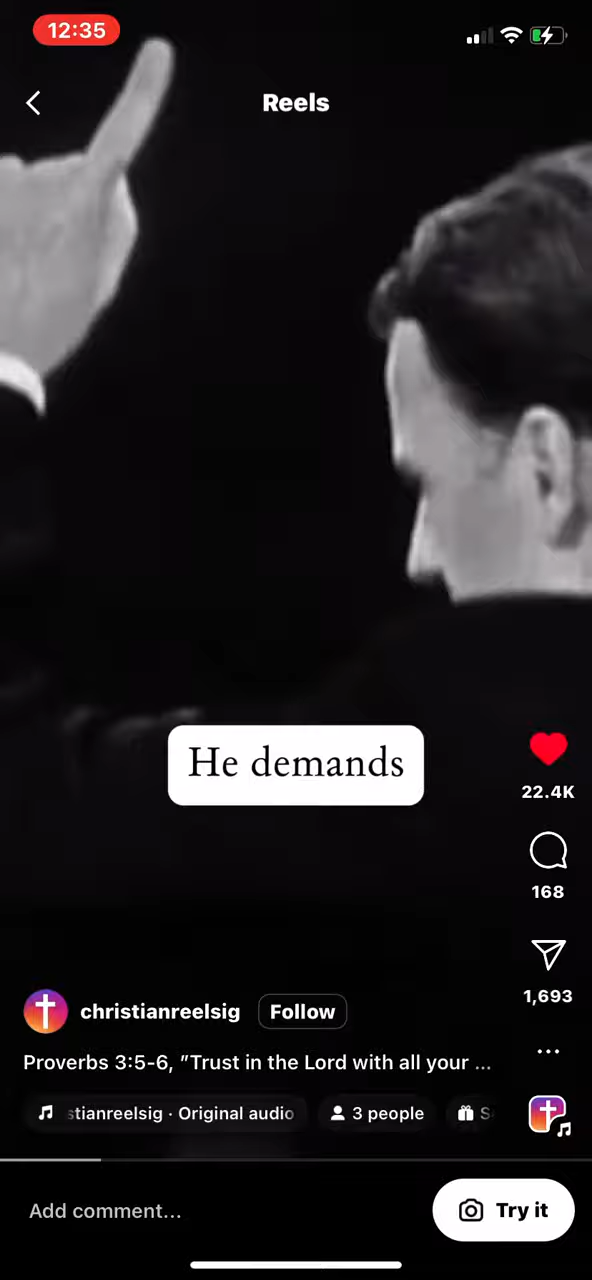 12:35
Reels
He demands
22.4K
168
1,693
christianreelsig Follow
Proverbs 3:5-6, "Trust in the Lord with all your ...
stianreelsig · Original audio 3 people
Add comment... Try it